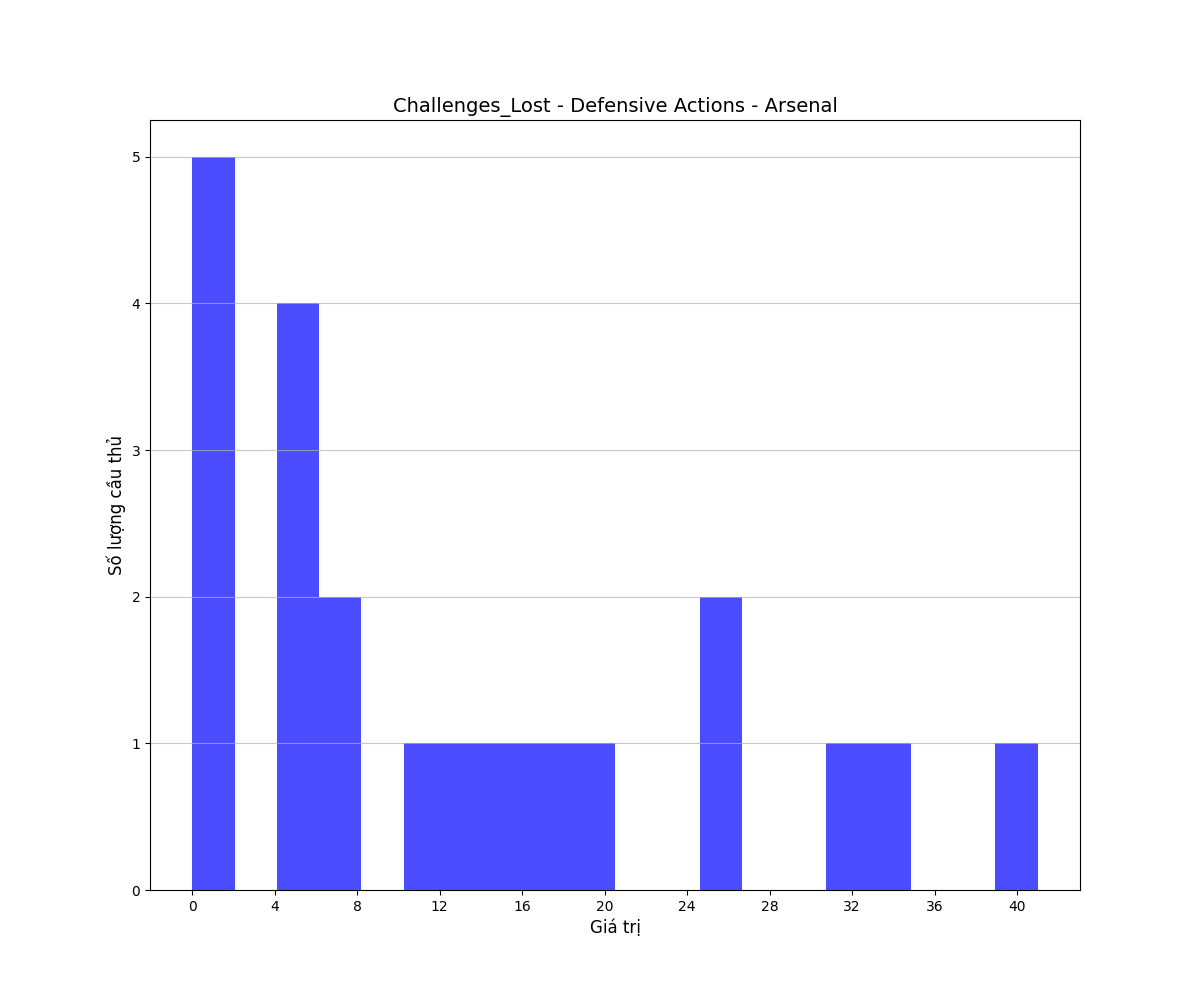 Challenges_Lost - Defensive Actions - Arsenal
5
4
3
2
1
0
Số lượng cầu thủ
0 4 8 12 16 20 24 28 32 36 40
Giá trị